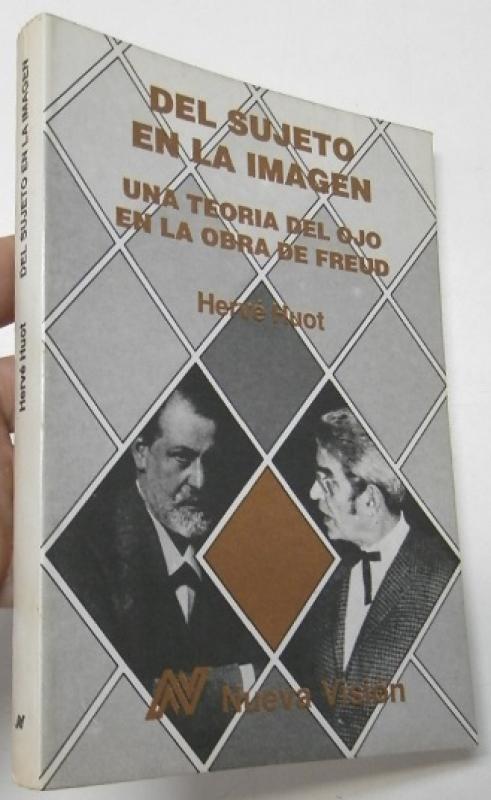 DEL SUJETO
EN LA IMAGEN
UNA TEORIA DEL OJO
EN LA OBRA DE FREUD
Hervé Huot
NV Nueva Visión
Hervé Huot DEL SUJETO EN LA IMAGEN